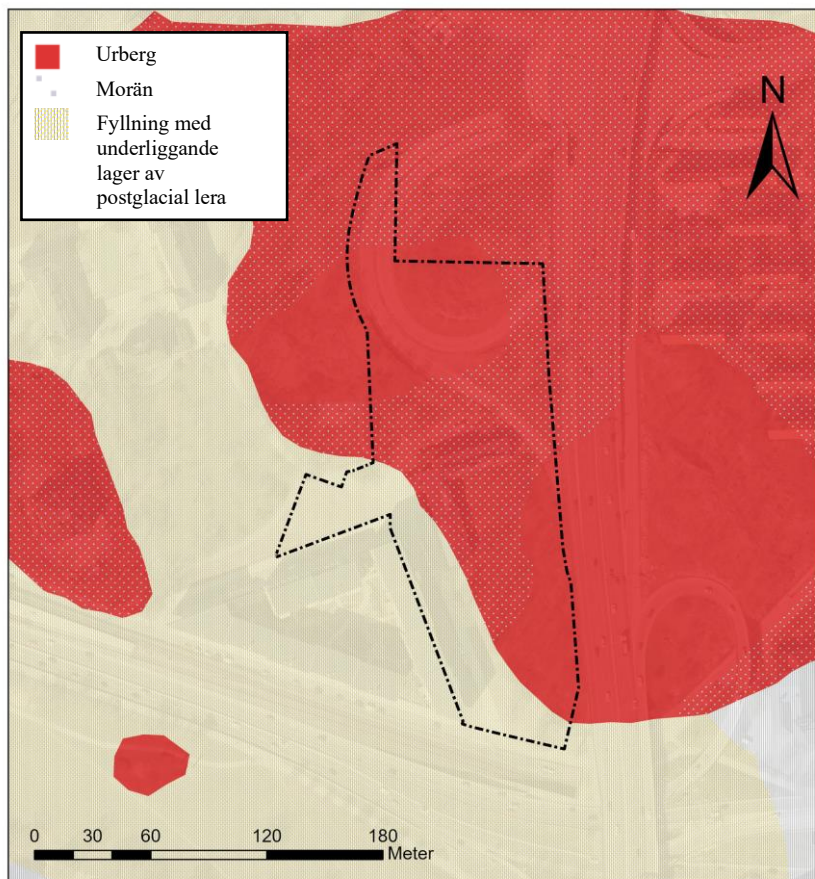 Urberg
Morän
Fyllning med
underliggande
lager av
postglacial lera
N
0 30 60 120 180
Meter